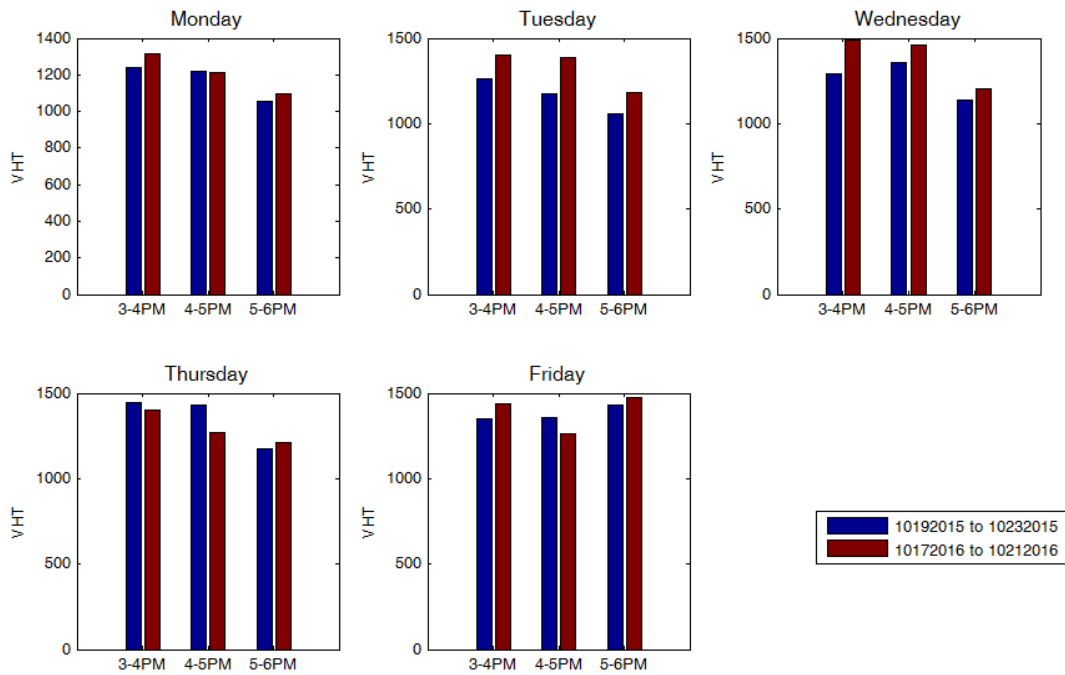 Monday
1400
1200
1000
800
600
400
200
0
VHT
3-4PM 4-5PM 5-6PM
Tuesday
1500
1000
500
0
VHT
3-4PM 4-5PM 5-6PM
Wednesday
1500
1000
500
0
VHT
3-4PM 4-5PM 5-6PM
Thursday
1500
1000
500
0
VHT
3-4PM 4-5PM 5-6PM
Friday
1500
1000
500
0
VHT
3-4PM 4-5PM 5-6PM
10192015 to 10232015
10172016 to 10212016